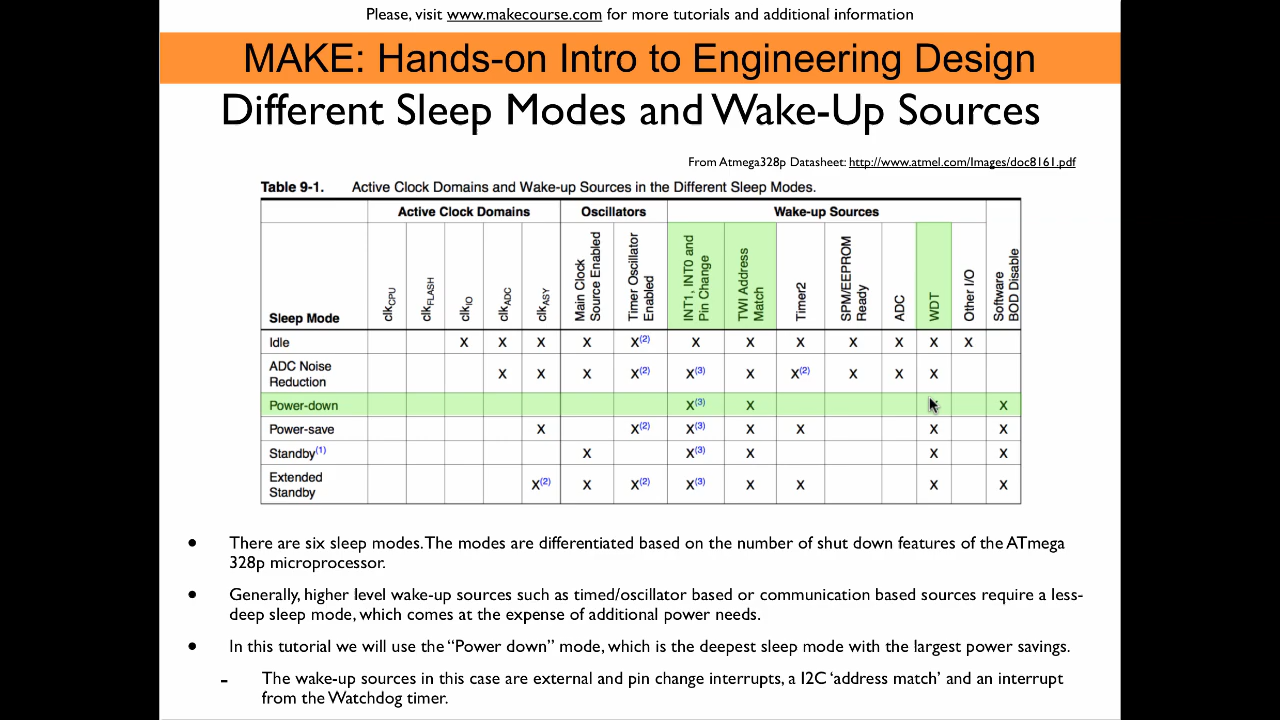 Please, visit www.makecourse.com for more tutorials and additional information
MAKE: Hands-on Intro to Engineering Design
Different Sleep Modes and Wake-Up Sources
From Atmega328p Datasheet: http://www.atmel.com/Images/doc8161.pdf
Table 9-1. Active Clock Domains and Wake-up Sources in the Different Sleep Modes.
Active Clock Domains Oscillators Wake-up Sources
Sleep Mode clkCPU clkFLASH clkIO clkADC clkASY Main Clock Source Enabled Timer Oscillator Enabled INT1, INT0 and Pin Change TWI Address Match Timer2 SPM/EEPROM Ready ADC WDT Other I/O Software BOD Disable
Idle X X X X X(2) X X X X X X X
ADC Noise
Reduction X X X X(2) X(3) X X(2) X X X
Power-down X(3) X X
Power-save X X(2) X(3) X X X X
Standby(1) X X(3) X X X
Extended
Standby X(2) X X(2) X(3) X X X X
• There are six sleep modes. The modes are differentiated based on the number of shut down features of the ATmega
328p microprocessor.
• Generally, higher level wake-up sources such as timed/oscillator based or communication based sources require a less-
deep sleep mode, which comes at the expense of additional power needs.
• In this tutorial we will use the “Power down” mode, which is the deepest sleep mode with the largest power savings.
- The wake-up sources in this case are external and pin change interrupts, a I2C ‘address match’ and an interrupt
from the Watchdog timer.